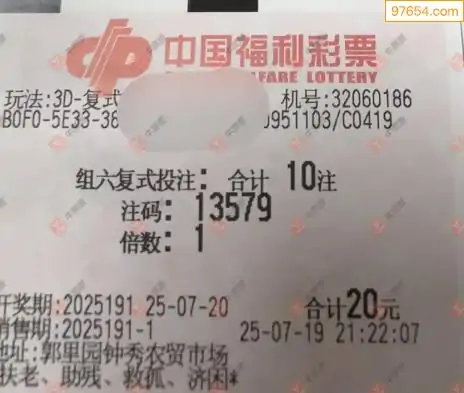 97654.com
中国福利彩票
FARE LOTTERY
玩法:3D-复式
机号:32060186
B0F0-5E33-38
0951103/C0419
组六复式投注: 合计 10注
注码: 13579
倍数: 1
开奖期:2025191 25-07-20 合计20元
销售期:2025191-1 25-07-19 21:22:07
地址:郭里园钟秀农贸市场
扶老、助残、救孤、济困*